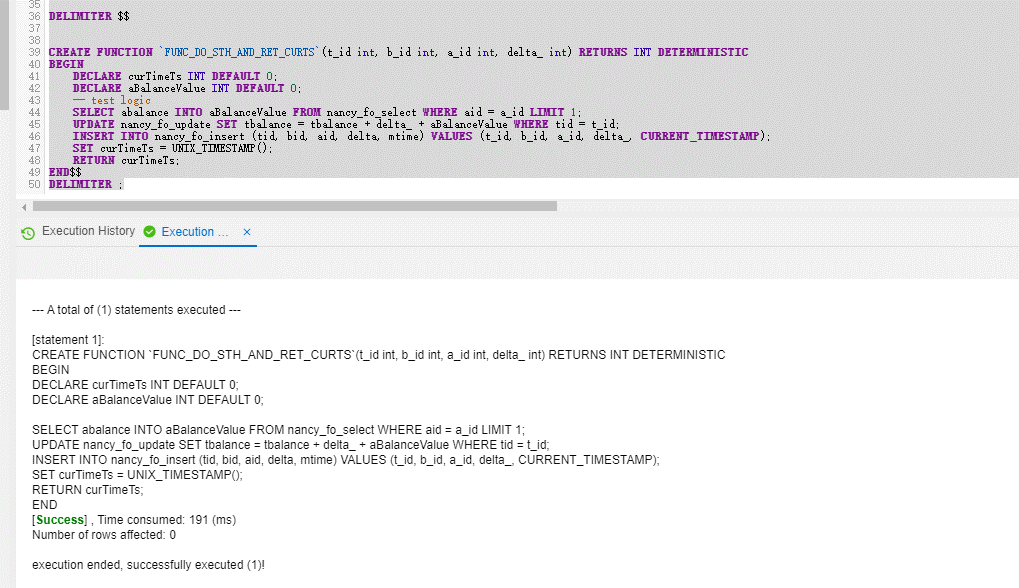 35
36 DELIMITER $$
37
38
39 CREATE FUNCTION `FUNC_DO_STH_AND_RET_CURTS`(t_id int, b_id int, a_id int, delta_ int) RETURNS INT DETERMINISTIC
40 BEGIN
41 DECLARE curTimeTs INT DEFAULT 0;
42 DECLARE aBalanceValue INT DEFAULT 0;
43 -- test logic
44 SELECT abalance INTO aBalanceValue FROM nancy_fo_select WHERE aid = a_id LIMIT 1;
45 UPDATE nancy_fo_update SET tbalance = tbalance + delta_ + aBalanceValue WHERE tid = t_id;
46 INSERT INTO nancy_fo_insert (tid, bid, aid, delta, mtime) VALUES (t_id, b_id, a_id, delta_, CURRENT_TIMESTAMP);
47 SET curTimeTs = UNIX_TIMESTAMP();
48 RETURN curTimeTs;
49 END$$
50 DELIMITER ;
Execution History Execution ... ×
--- A total of (1) statements executed ---
[statement 1]:
CREATE FUNCTION `FUNC_DO_STH_AND_RET_CURTS`(t_id int, b_id int, a_id int, delta_ int) RETURNS INT DETERMINISTIC
BEGIN
DECLARE curTimeTs INT DEFAULT 0;
DECLARE aBalanceValue INT DEFAULT 0;
SELECT abalance INTO aBalanceValue FROM nancy_fo_select WHERE aid = a_id LIMIT 1;
UPDATE nancy_fo_update SET tbalance = tbalance + delta_ + aBalanceValue WHERE tid = t_id;
INSERT INTO nancy_fo_insert (tid, bid, aid, delta, mtime) VALUES (t_id, b_id, a_id, delta_, CURRENT_TIMESTAMP);
SET curTimeTs = UNIX_TIMESTAMP();
RETURN curTimeTs;
END
[Success] , Time consumed: 191 (ms)
Number of rows affected: 0
execution ended, successfully executed (1)!